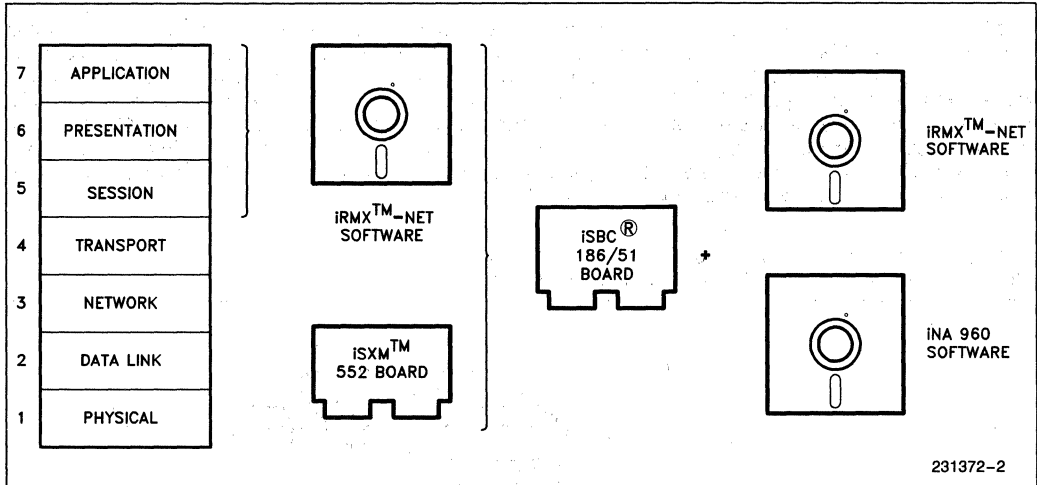 7 APPLICATION
6 PRESENTATION
5 SESSION
4 TRANSPORT
3 NETWORK
2 DATA LINK
1 PHYSICAL
iRMX™-NET
SOFTWARE
iSXM™
552 BOARD
iSBC®
186/51
BOARD
+
iRMX™-NET
SOFTWARE
iNA 960
SOFTWARE
231372-2